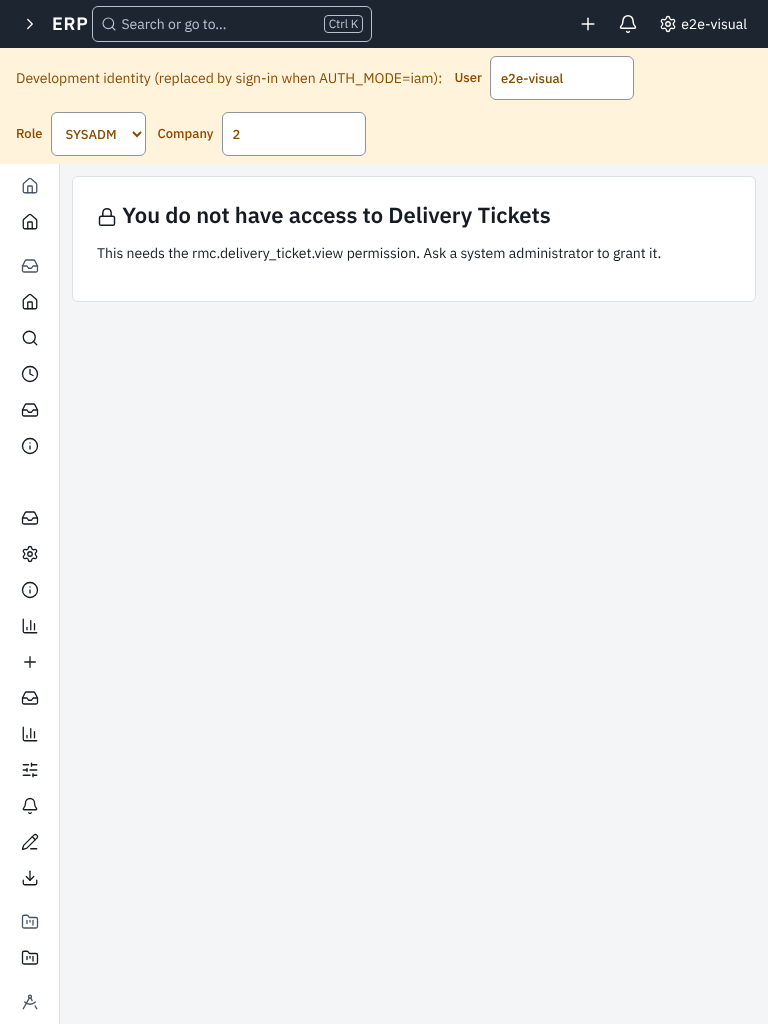 ERP Search or go to... Ctrl K e2e-visual
Development identity (replaced by sign-in when AUTH_MODE=iam): User e2e-visual
Role SYSADM Company 2
You do not have access to Delivery Tickets
This needs the rmc.delivery_ticket.view permission. Ask a system administrator to grant it.